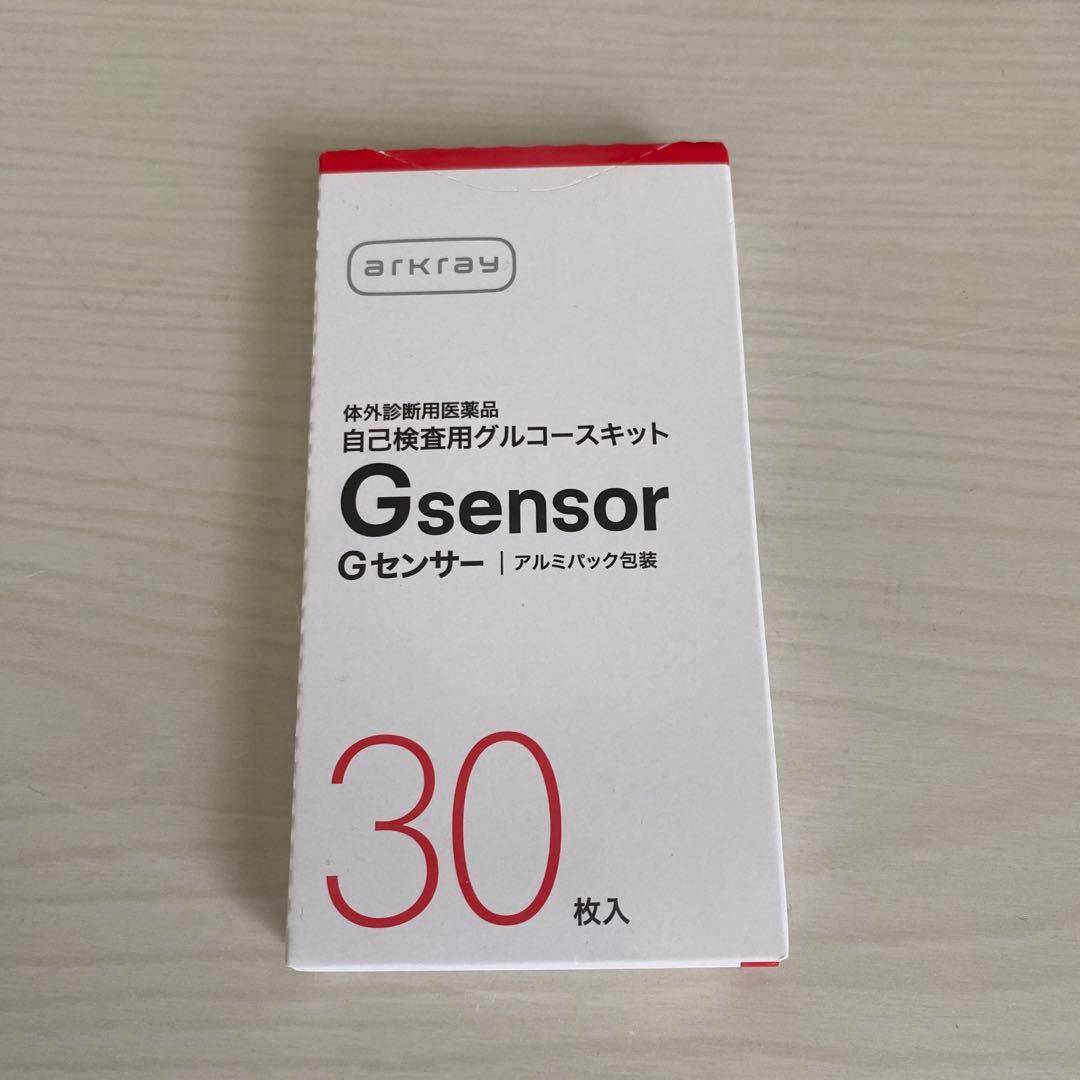 arkray
体外診断用医薬品
自己検査用グルコースキット
Gsensor
Gセンサー | アルミパック包装
30枚入